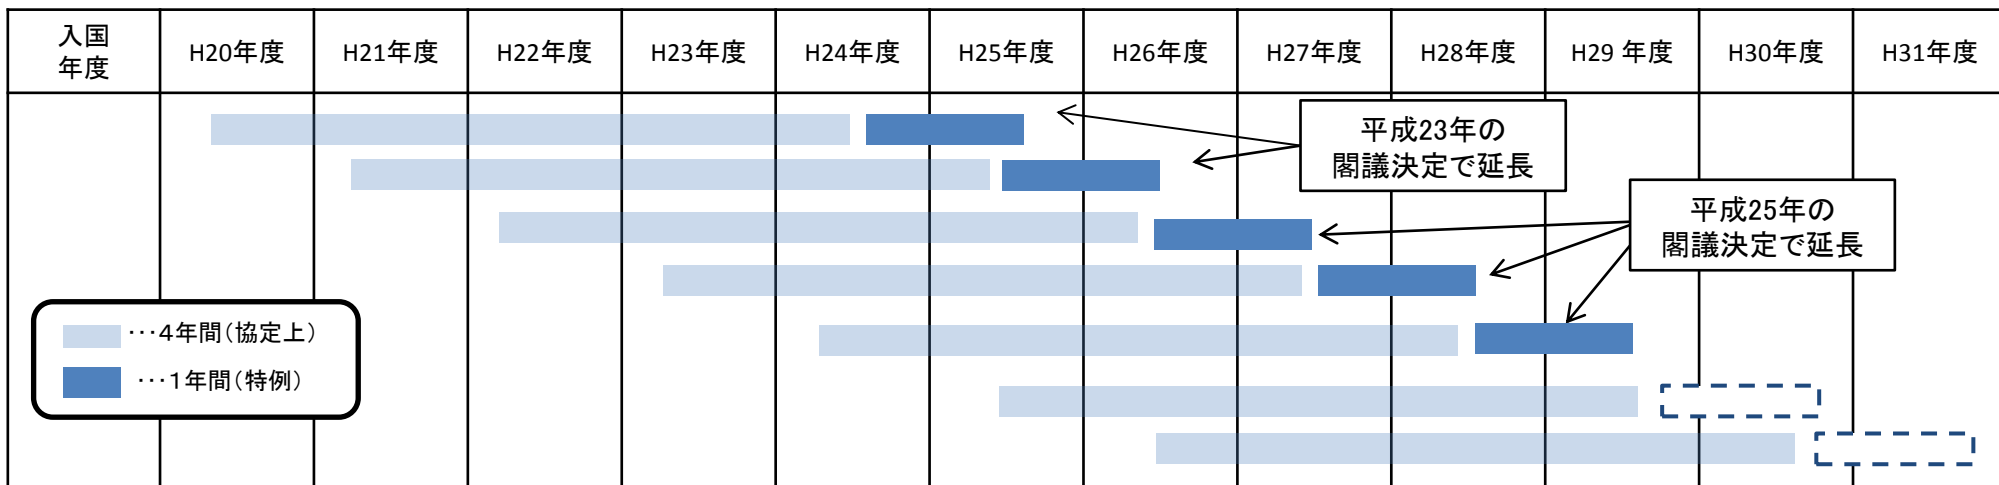 入国
年度
H20年度
H21年度
H22年度
H23年度
H24年度
H25年度
H26年度
H27年度
H28年度
H29 年度
H30年度
H31年度
平成23年の
閣議決定で延長
平成25年の
閣議決定で延長
･･･４年間（協定上）
･･･１年間（特例）